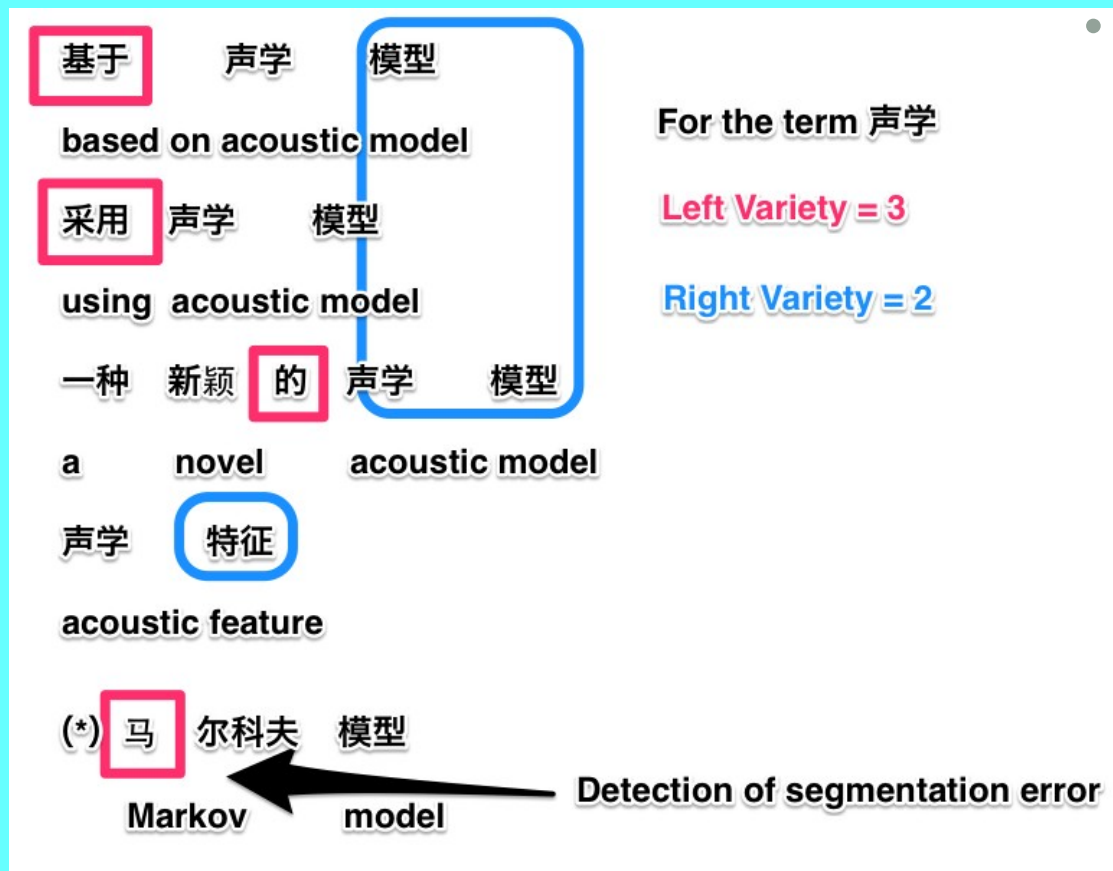 基于 声学 模型
based on acoustic model
采用 声学 模型
using acoustic model
一种 新颖 的 声学 模型
a novel acoustic model
声学 特征
acoustic feature
(*) 马 尔科夫 模型
Markov model
For the term 声学
Left Variety = 3
Right Variety = 2
Detection of segmentation error